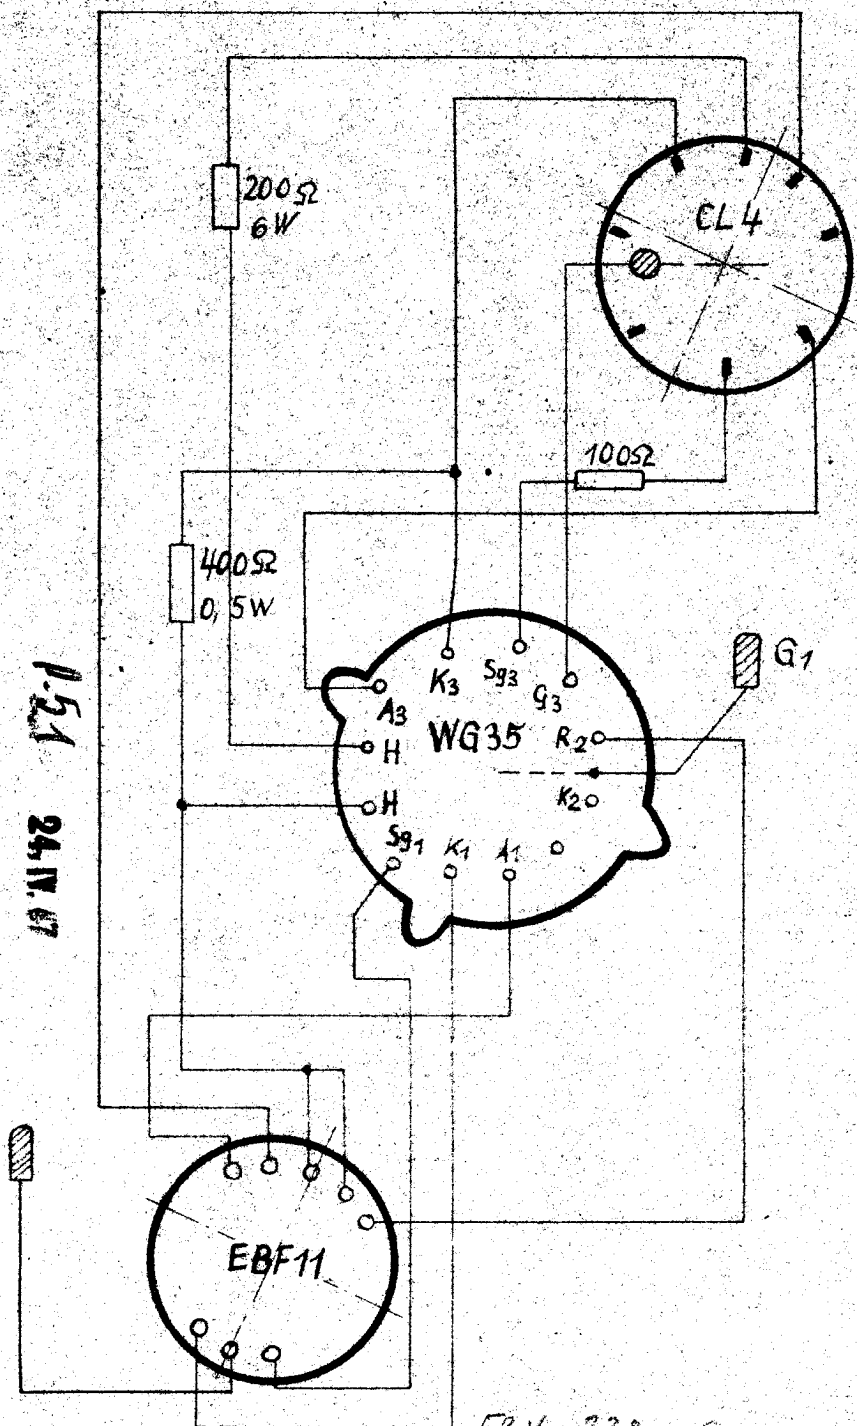 200Ω
6W
CL4
100Ω
400Ω
0,5W
G1
A3
K3
Sg3
G3
WG35
R2
H
K2
H
Sg1
K1
A1
24.IV.67
EBF11